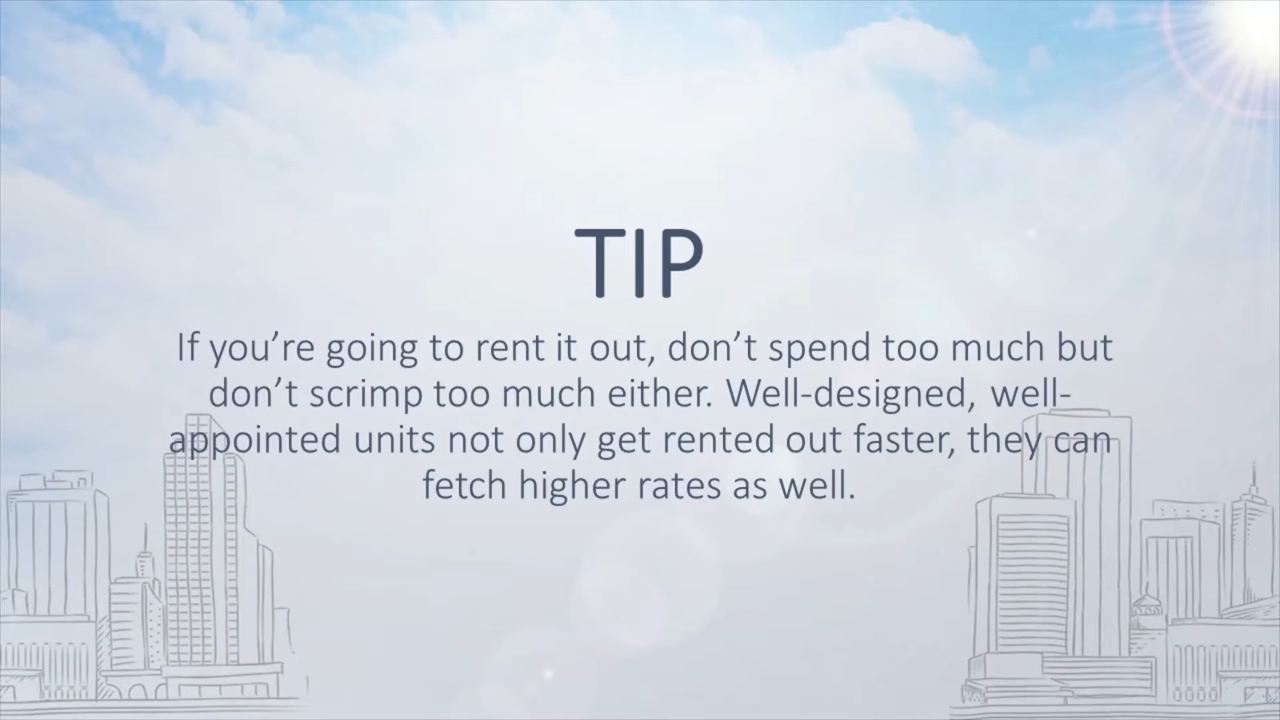 TIP
If you’re going to rent it out, don’t spend too much but
don’t scrimp too much either. Well-designed, well-
appointed units not only get rented out faster, they can
fetch higher rates as well.